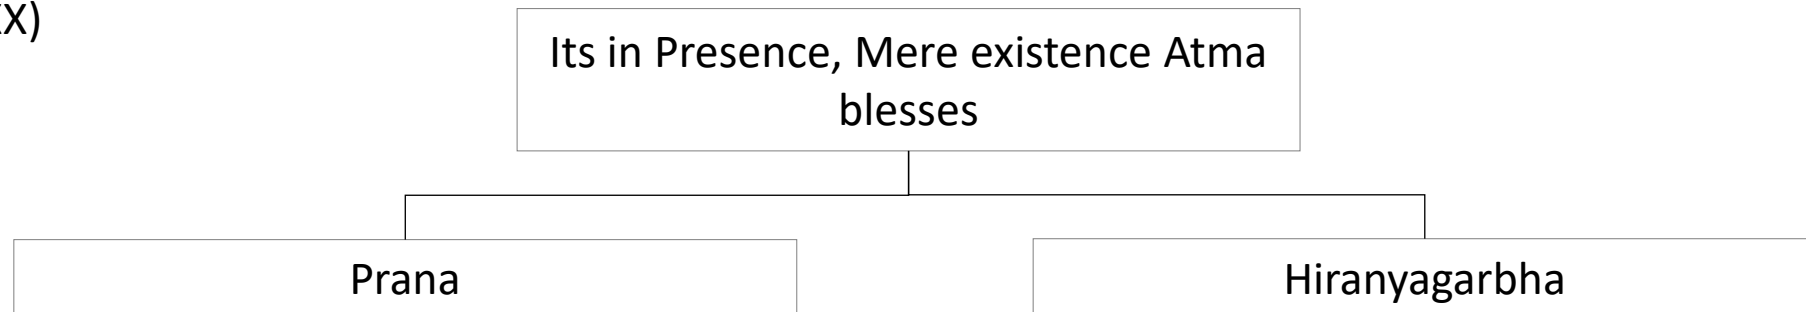 X)
Its in Presence, Mere existence Atma
blesses
Prana
Hiranyagarbha